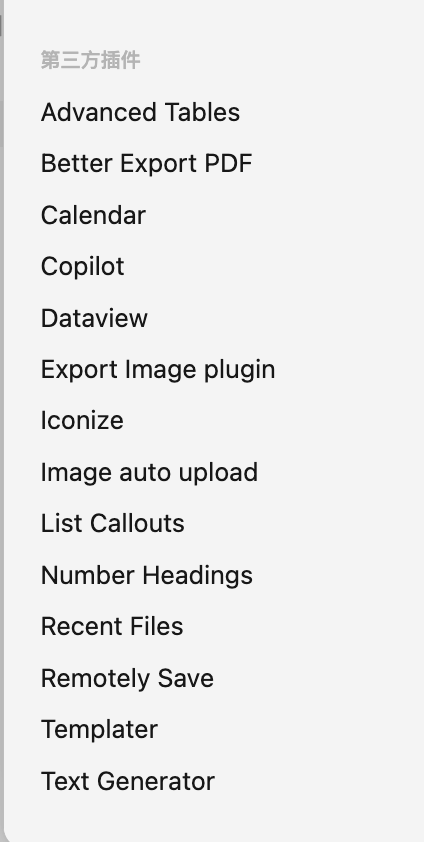 第三方插件
Advanced Tables
Better Export PDF
Calendar
Copilot
Dataview
Export Image plugin
Iconize
Image auto upload
List Callouts
Number Headings
Recent Files
Remotely Save
Templater
Text Generator